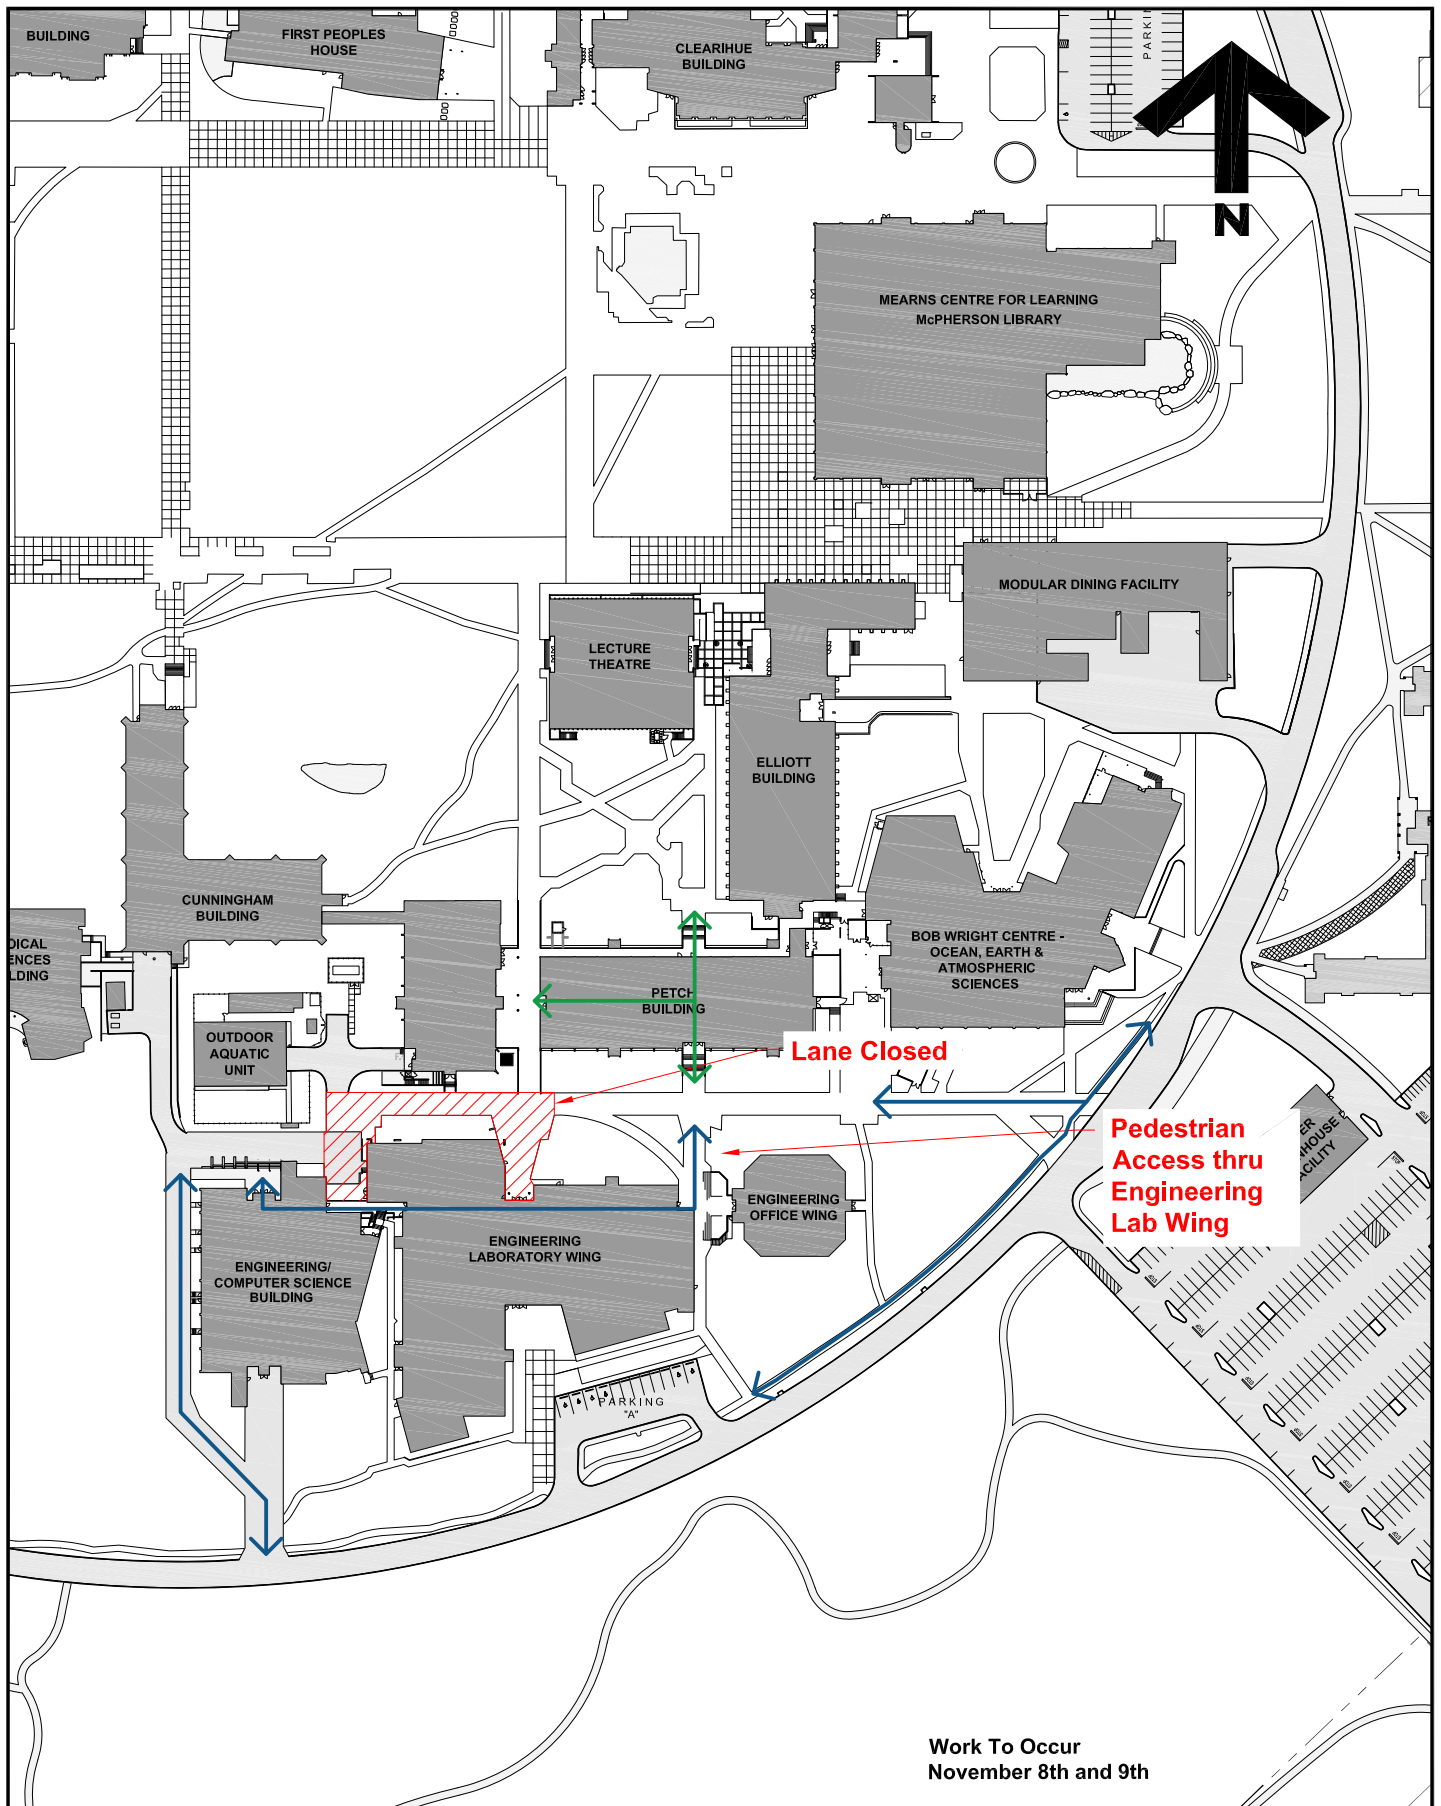 BUILDING
FIRST PEOPLES
HOUSE
CLEARIHUE
BUILDING
N
MEARNS CENTRE FOR LEARNING
McPHERSON LIBRARY
MODULAR DINING FACILITY
LECTURE
THEATRE
ELLIOTT
BUILDING
CUNNINGHAM
BUILDING
BOB WRIGHT CENTRE -
OCEAN, EARTH &
ATMOSPHERIC
SCIENCES
PETCH
BUILDING
OUTDOOR
AQUATIC
UNIT
Lane Closed
Pedestrian
Access thru
Engineering
Lab Wing
ENGINEERING
OFFICE WING
ENGINEERING
LABORATORY WING
ENGINEERING/
COMPUTER SCIENCE
BUILDING
PARKING
"A"
Work To Occur
November 8th and 9th